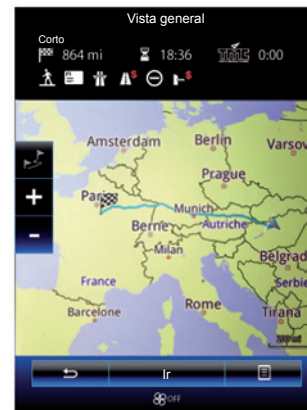 Vista general
Corto
864 mi 18:36 TMC 0:00
$ $
Amsterdam Berlin Varsov
Prague
Paris
Munich
Berne Autriche
Milan Belgrad
France Serbie
Rome Tirana
Barcelone
+
-
Ir
OFF